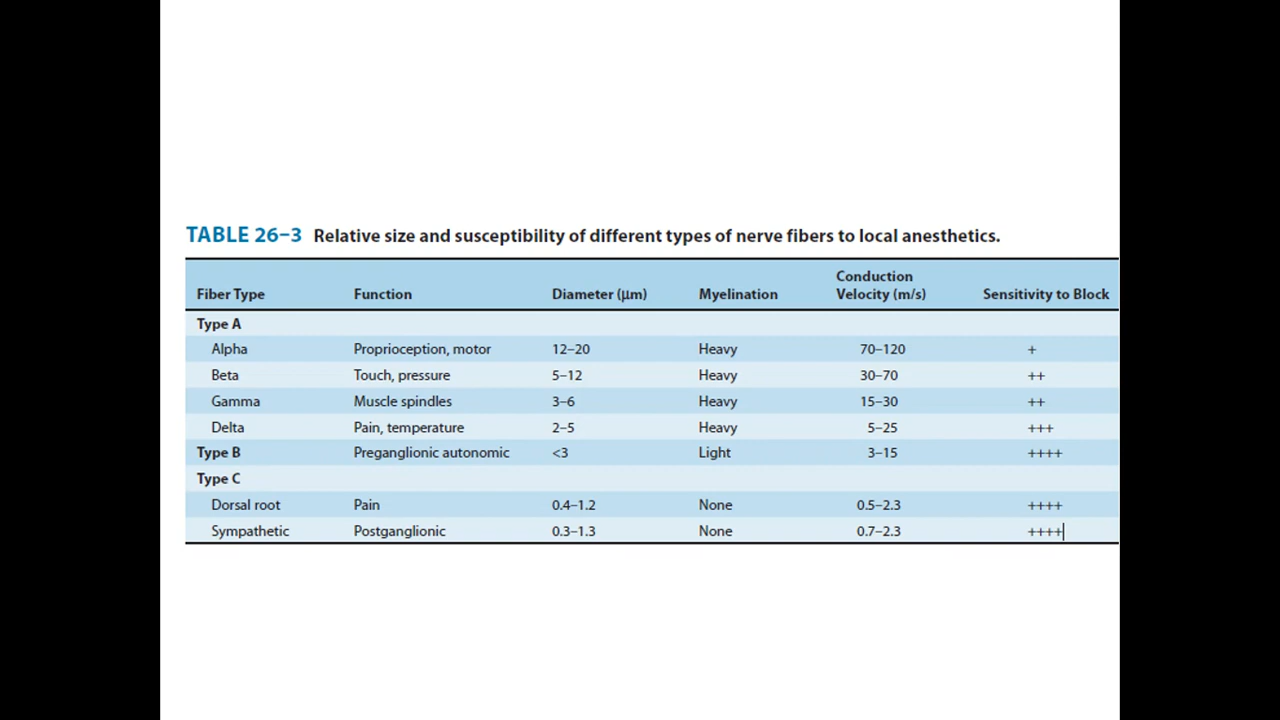 TABLE 26–3 Relative size and susceptibility of different types of nerve fibers to local anesthetics.
Fiber Type Function Diameter (μm) Myelination Conduction Velocity (m/s) Sensitivity to Block
Type A
Alpha Proprioception, motor 12–20 Heavy 70–120 +
Beta Touch, pressure 5–12 Heavy 30–70 ++
Gamma Muscle spindles 3–6 Heavy 15–30 ++
Delta Pain, temperature 2–5 Heavy 5–25 +++
Type B Preganglionic autonomic <3 Light 3–15 ++++
Type C
Dorsal root Pain 0.4–1.2 None 0.5–2.3 ++++
Sympathetic Postganglionic 0.3–1.3 None 0.7–2.3 ++++